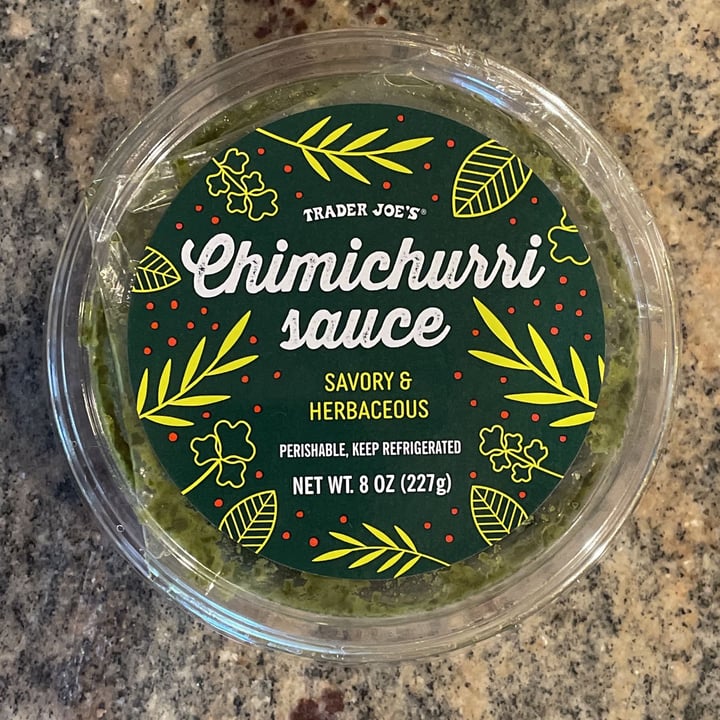 TRADER JOE'S®
Chimichurri
sauce
SAVORY &
HERBACEOUS
PERISHABLE, KEEP REFRIGERATED
NET WT. 8 OZ (227g)